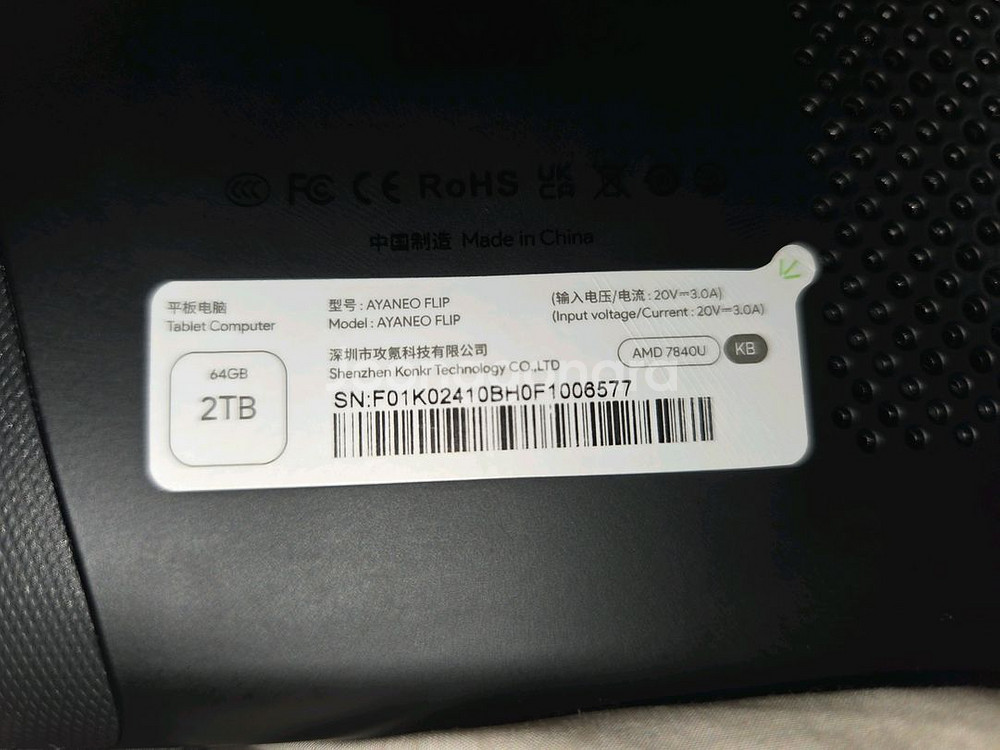 CCC FC CE RoHS UK CA
中国制造 Made in China
平板电脑
Tablet Computer
64GB
2TB
型号 : AYANEO FLIP
Model : AYANEO FLIP
(输入电压/电流 : 20V⎓3.0A)
(Input voltage/Current : 20V⎓3.0A)
深圳市攻氪科技有限公司
Shenzhen Konkr Technology CO.,LTD
AMD 7840U
KB
SN:F01K02410BH0F1006577